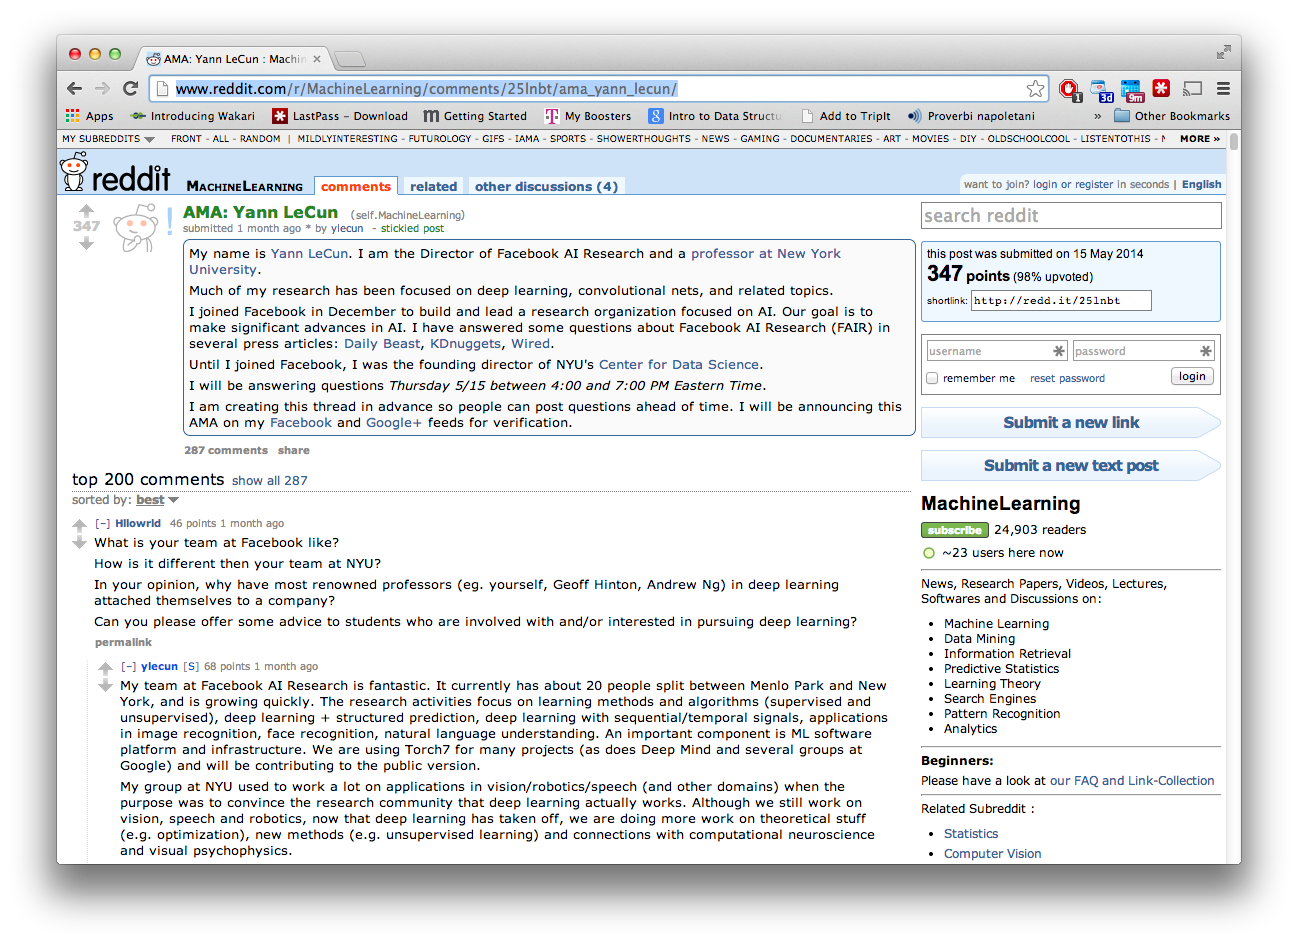 AMA: Yann LeCun : Machin
www.reddit.com/r/MachineLearning/comments/25lnbt/ama_yann_lecun/
1
3d
9m
Apps
Introducing Wakari
LastPass – Download
Getting Started
My Boosters
Intro to Data Structu
Add to TripIt
Proverbi napoletani
»
Other Bookmarks
MY SUBREDDITS
FRONT - ALL - RANDOM | MILDLYINTERESTING - FUTUROLOGY - GIFS - IAMA - SPORTS - SHOWERTHOUGHTS - NEWS - GAMING - DOCUMENTARIES - ART - MOVIES - DIY - OLDSCHOOLCOOL - LISTENTOTHIS -
MORE »
reddit
MACHINELEARNING
comments
related
other discussions (4)
want to join? login or register in seconds | English
347
AMA: Yann LeCun (self.MachineLearning)
submitted 1 month ago * by ylecun - stickied post
My name is Yann LeCun. I am the Director of Facebook AI Research and a professor at New York
University.
Much of my research has been focused on deep learning, convolutional nets, and related topics.
I joined Facebook in December to build and lead a research organization focused on AI. Our goal is to
make significant advances in AI. I have answered some questions about Facebook AI Research (FAIR) in
several press articles: Daily Beast, KDnuggets, Wired.
Until I joined Facebook, I was the founding director of NYU's Center for Data Science.
I will be answering questions Thursday 5/15 between 4:00 and 7:00 PM Eastern Time.
I am creating this thread in advance so people can post questions ahead of time. I will be announcing this
AMA on my Facebook and Google+ feeds for verification.
287 comments share
top 200 comments show all 287
sorted by: best
[–] Hllowrld 46 points 1 month ago
What is your team at Facebook like?
How is it different then your team at NYU?
In your opinion, why have most renowned professors (eg. yourself, Geoff Hinton, Andrew Ng) in deep learning
attached themselves to a company?
Can you please offer some advice to students who are involved with and/or interested in pursuing deep learning?
permalink
[–] ylecun [S] 68 points 1 month ago
My team at Facebook AI Research is fantastic. It currently has about 20 people split between Menlo Park and New
York, and is growing quickly. The research activities focus on learning methods and algorithms (supervised and
unsupervised), deep learning + structured prediction, deep learning with sequential/temporal signals, applications
in image recognition, face recognition, natural language understanding. An important component is ML software
platform and infrastructure. We are using Torch7 for many projects (as does Deep Mind and several groups at
Google) and will be contributing to the public version.
My group at NYU used to work a lot on applications in vision/robotics/speech (and other domains) when the
purpose was to convince the research community that deep learning actually works. Although we still work on
vision, speech and robotics, now that deep learning has taken off, we are doing more work on theoretical stuff
(e.g. optimization), new methods (e.g. unsupervised learning) and connections with computational neuroscience
and visual psychophysics.
search reddit
this post was submitted on 15 May 2014
347 points (98% upvoted)
shortlink: http://redd.it/25lnbt
username
password
remember me
reset password
login
Submit a new link
Submit a new text post
MachineLearning
subscribe 24,903 readers
~23 users here now
News, Research Papers, Videos, Lectures,
Softwares and Discussions on:
• Machine Learning
• Data Mining
• Information Retrieval
• Predictive Statistics
• Learning Theory
• Search Engines
• Pattern Recognition
• Analytics
Beginners:
Please have a look at our FAQ and Link-Collection
Related Subreddit :
• Statistics
• Computer Vision